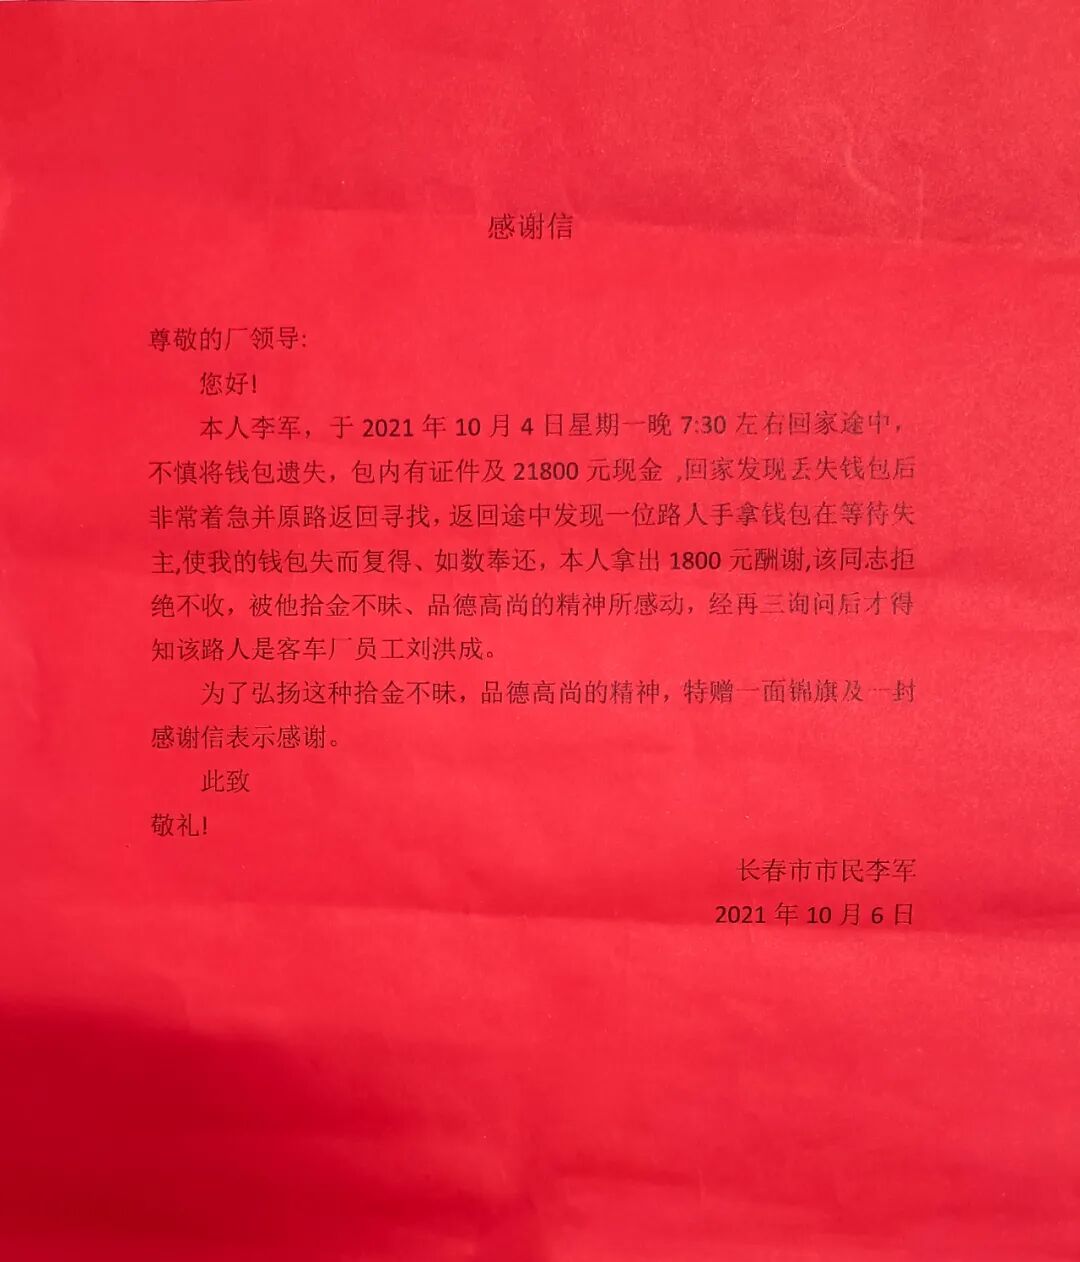 感谢信
尊敬的厂领导:
您好!
本人李军，于 2021 年 10 月 4 日星期一晚 7:30 左右回家途中，
不慎将钱包遗失，包内有证件及 21800 元现金 ,回家发现丢失钱包后
非常着急并原路返回寻找，返回途中发现一位路人手拿钱包在等待失
主,使我的钱包失而复得、如数奉还，本人拿出 1800 元酬谢,该同志拒
绝不收，被他拾金不昧、品德高尚的精神所感动，经再三询问后才得
知该路人是客车厂员工刘洪成。
为了弘扬这种拾金不昧，品德高尚的精神，特赠一面锦旗及一封
感谢信表示感谢。
此致
敬礼!
长春市市民李军
2021 年 10 月 6 日